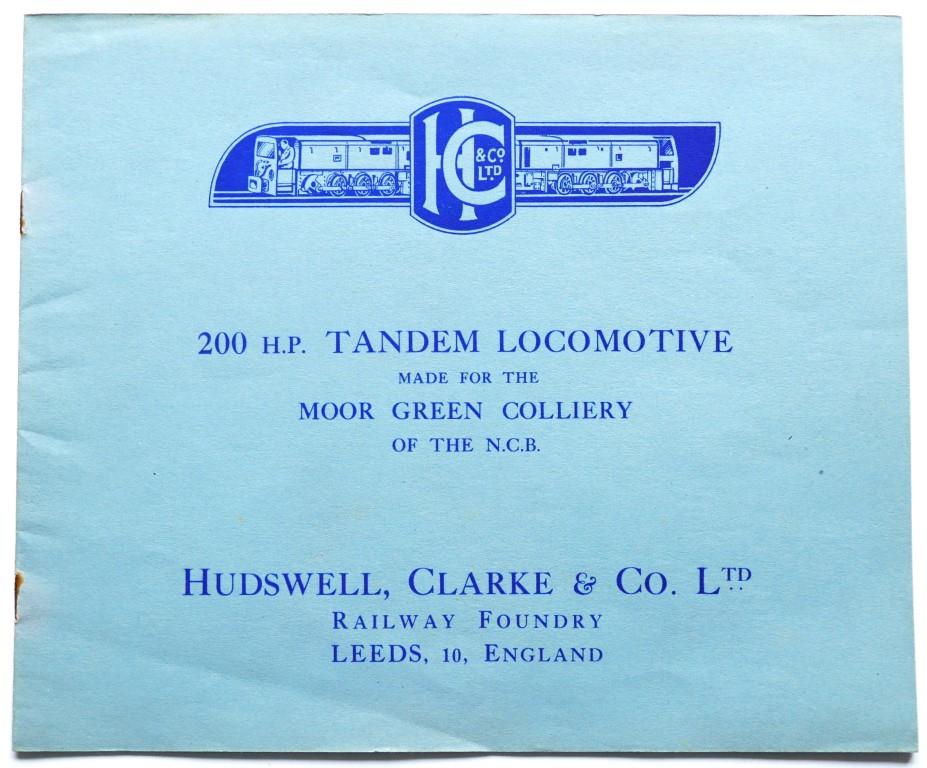 HC & Co LTD
200 H.P. TANDEM LOCOMOTIVE
MADE FOR THE
MOOR GREEN COLLIERY
OF THE N.C.B.
HUDSWELL, CLARKE & CO. LTD
RAILWAY FOUNDRY
LEEDS, 10, ENGLAND